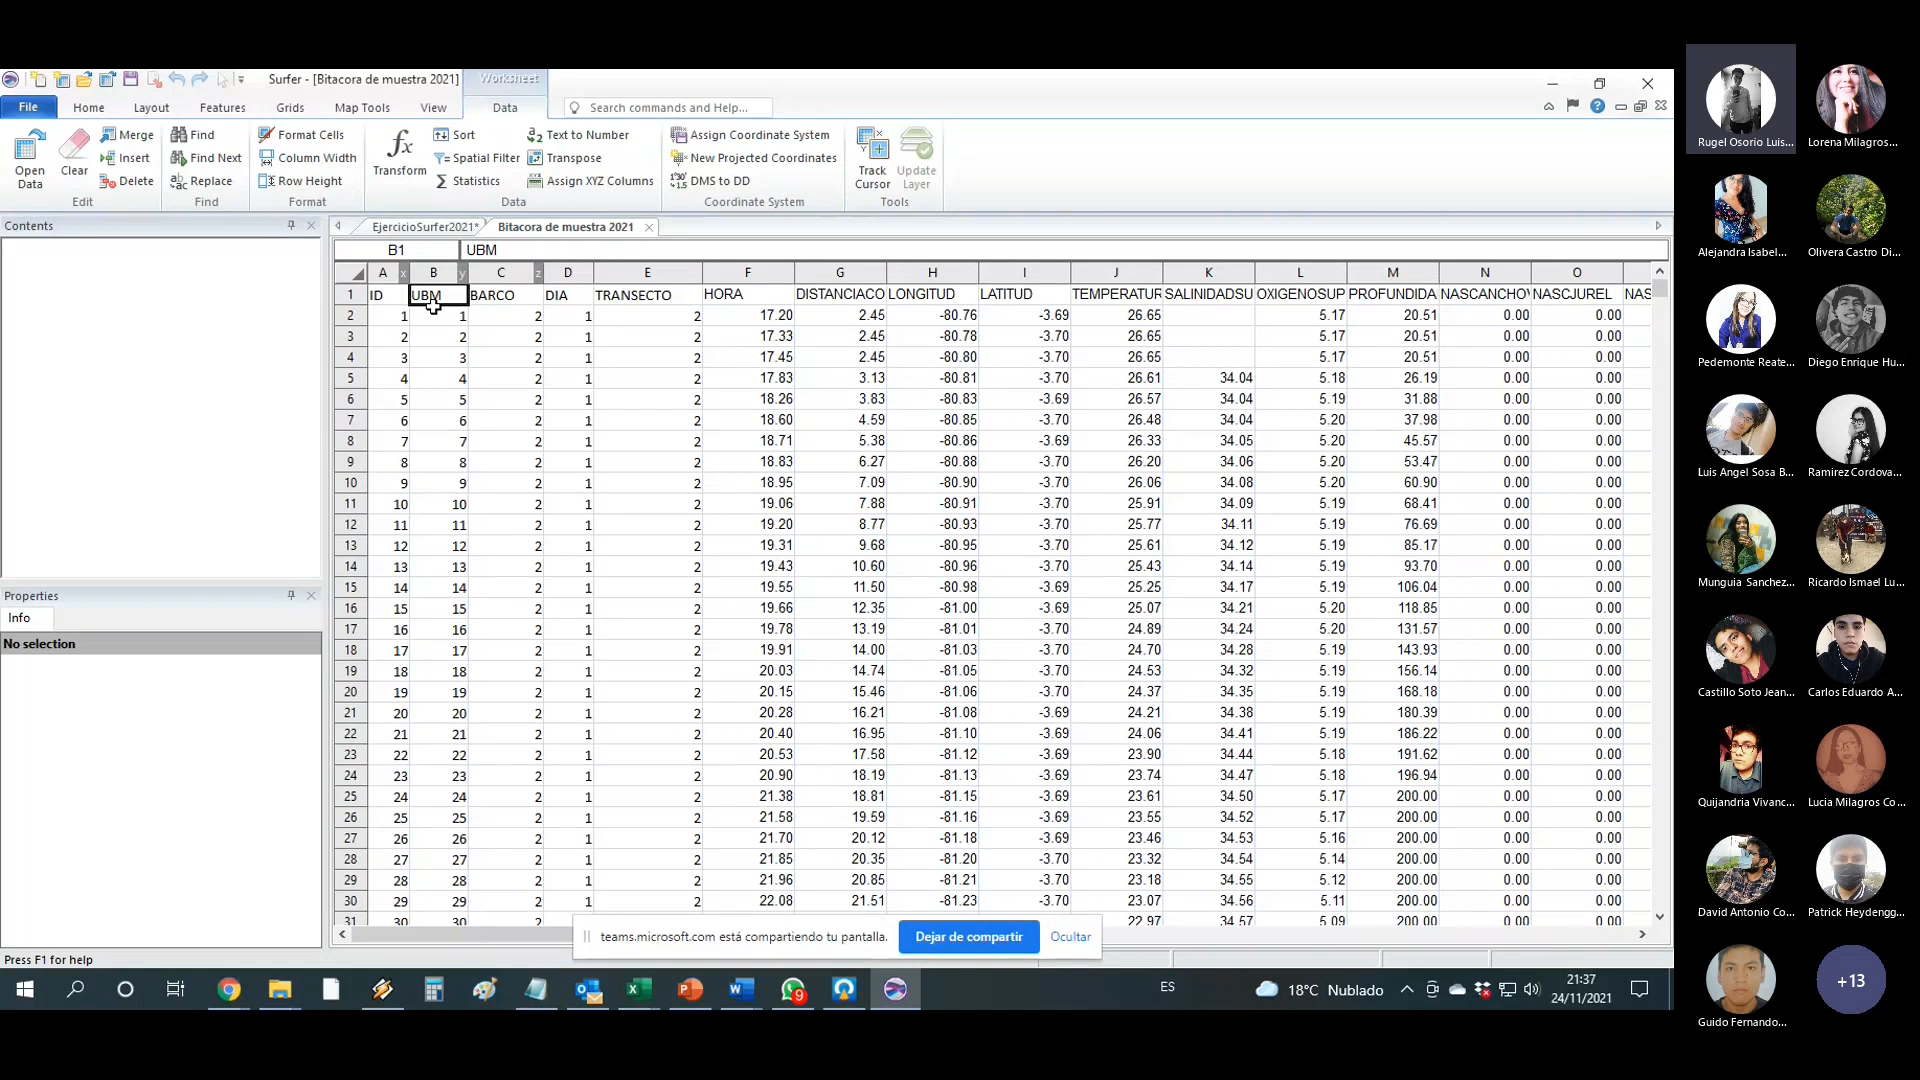 Surfer - [Bitacora de muestra 2021]
Worksheet
File Home Layout Features Grids Map Tools View Data Search commands and Help...
Open Data
Clear
Merge
Insert
Delete
Edit
Find
Find Next
Replace
Find
Format Cells
Column Width
Row Height
Format
Transform
Sort
Spatial Filter
Statistics
Text to Number
Transpose
Assign XYZ Columns
Data
Assign Coordinate System
New Projected Coordinates
DMS to DD
Coordinate System
Track Cursor
Update Layer
Tools
Contents
Properties
Info
No selection
EjercicioSurfer2021* Bitacora de muestra 2021
B1 UBM
A x B y C z D E F G H I J K L M N O
1 ID UBM BARCO DIA TRANSECTO HORA DISTANCIACO LONGITUD LATITUD TEMPERATUR SALINIDADSU OXIGENOSUP PROFUNDIDA NASCANCHOV NASCJUREL NAS
2 1 1 2 1 2 17.20 2.45 -80.76 -3.69 26.65 5.17 20.51 0.00 0.00
3 2 2 2 1 2 17.33 2.45 -80.78 -3.70 26.65 5.17 20.51 0.00 0.00
4 3 3 2 1 2 17.45 2.45 -80.80 -3.70 26.65 5.17 20.51 0.00 0.00
5 4 4 2 1 2 17.83 3.13 -80.81 -3.70 26.61 34.04 5.18 26.19 0.00 0.00
6 5 5 2 1 2 18.26 3.83 -80.83 -3.69 26.57 34.04 5.19 31.88 0.00 0.00
7 6 6 2 1 2 18.60 4.59 -80.85 -3.70 26.48 34.04 5.20 37.98 0.00 0.00
8 7 7 2 1 2 18.71 5.38 -80.86 -3.69 26.33 34.05 5.20 45.57 0.00 0.00
9 8 8 2 1 2 18.83 6.27 -80.88 -3.70 26.20 34.06 5.20 53.47 0.00 0.00
10 9 9 2 1 2 18.95 7.09 -80.90 -3.70 26.06 34.08 5.20 60.90 0.00 0.00
11 10 10 2 1 2 19.06 7.88 -80.91 -3.70 25.91 34.09 5.19 68.41 0.00 0.00
12 11 11 2 1 2 19.20 8.77 -80.93 -3.70 25.77 34.11 5.19 76.69 0.00 0.00
13 12 12 2 1 2 19.31 9.68 -80.95 -3.70 25.61 34.12 5.19 85.17 0.00 0.00
14 13 13 2 1 2 19.43 10.60 -80.96 -3.70 25.43 34.14 5.19 93.70 0.00 0.00
15 14 14 2 1 2 19.55 11.50 -80.98 -3.69 25.25 34.17 5.19 106.04 0.00 0.00
16 15 15 2 1 2 19.66 12.35 -81.00 -3.69 25.07 34.21 5.20 118.85 0.00 0.00
17 16 16 2 1 2 19.78 13.19 -81.01 -3.70 24.89 34.24 5.20 131.57 0.00 0.00
18 17 17 2 1 2 19.91 14.00 -81.03 -3.70 24.70 34.28 5.19 143.93 0.00 0.00
19 18 18 2 1 2 20.03 14.74 -81.05 -3.70 24.53 34.32 5.19 156.14 0.00 0.00
20 19 19 2 1 2 20.15 15.46 -81.06 -3.70 24.37 34.35 5.19 168.18 0.00 0.00
21 20 20 2 1 2 20.28 16.21 -81.08 -3.69 24.21 34.38 5.19 180.39 0.00 0.00
22 21 21 2 1 2 20.40 16.95 -81.10 -3.69 24.06 34.41 5.19 186.22 0.00 0.00
23 22 22 2 1 2 20.53 17.58 -81.12 -3.69 23.90 34.44 5.18 191.62 0.00 0.00
24 23 23 2 1 2 20.90 18.19 -81.13 -3.69 23.74 34.47 5.18 196.94 0.00 0.00
25 24 24 2 1 2 21.38 18.81 -81.15 -3.69 23.61 34.50 5.17 200.00 0.00 0.00
26 25 25 2 1 2 21.58 19.59 -81.16 -3.69 23.55 34.52 5.17 200.00 0.00 0.00
27 26 26 2 1 2 21.70 20.12 -81.18 -3.69 23.46 34.53 5.16 200.00 0.00 0.00
28 27 27 2 1 2 21.85 20.35 -81.20 -3.70 23.32 34.54 5.14 200.00 0.00 0.00
29 28 28 2 1 2 21.96 20.85 -81.21 -3.70 23.18 34.55 5.12 200.00 0.00 0.00
30 29 29 2 1 2 22.08 21.51 -81.23 -3.70 23.07 34.56 5.11 200.00 0.00 0.00
31 30 30 2 22.97 34.57 5.09 200.00 0.00 0.00
teams.microsoft.com está compartiendo tu pantalla. Dejar de compartir Ocultar
Press F1 for help
9
ES
18°C Nublado
21:37
24/11/2021
Rugel Osorio Luis...
Lorena Milagros...
Alejandra Isabel...
Olivera Castro Di...
Pedemonte Reate...
Diego Enrique Hu...
Luis Angel Sosa B...
Ramirez Cordova...
Munguia Sanchez...
Ricardo Ismael Lu...
Castillo Soto Jean...
Carlos Eduardo A...
Quijandria Vivanc...
Lucia Milagros Co...
David Antonio Co...
Patrick Heydengg...
Guido Fernando...
+13